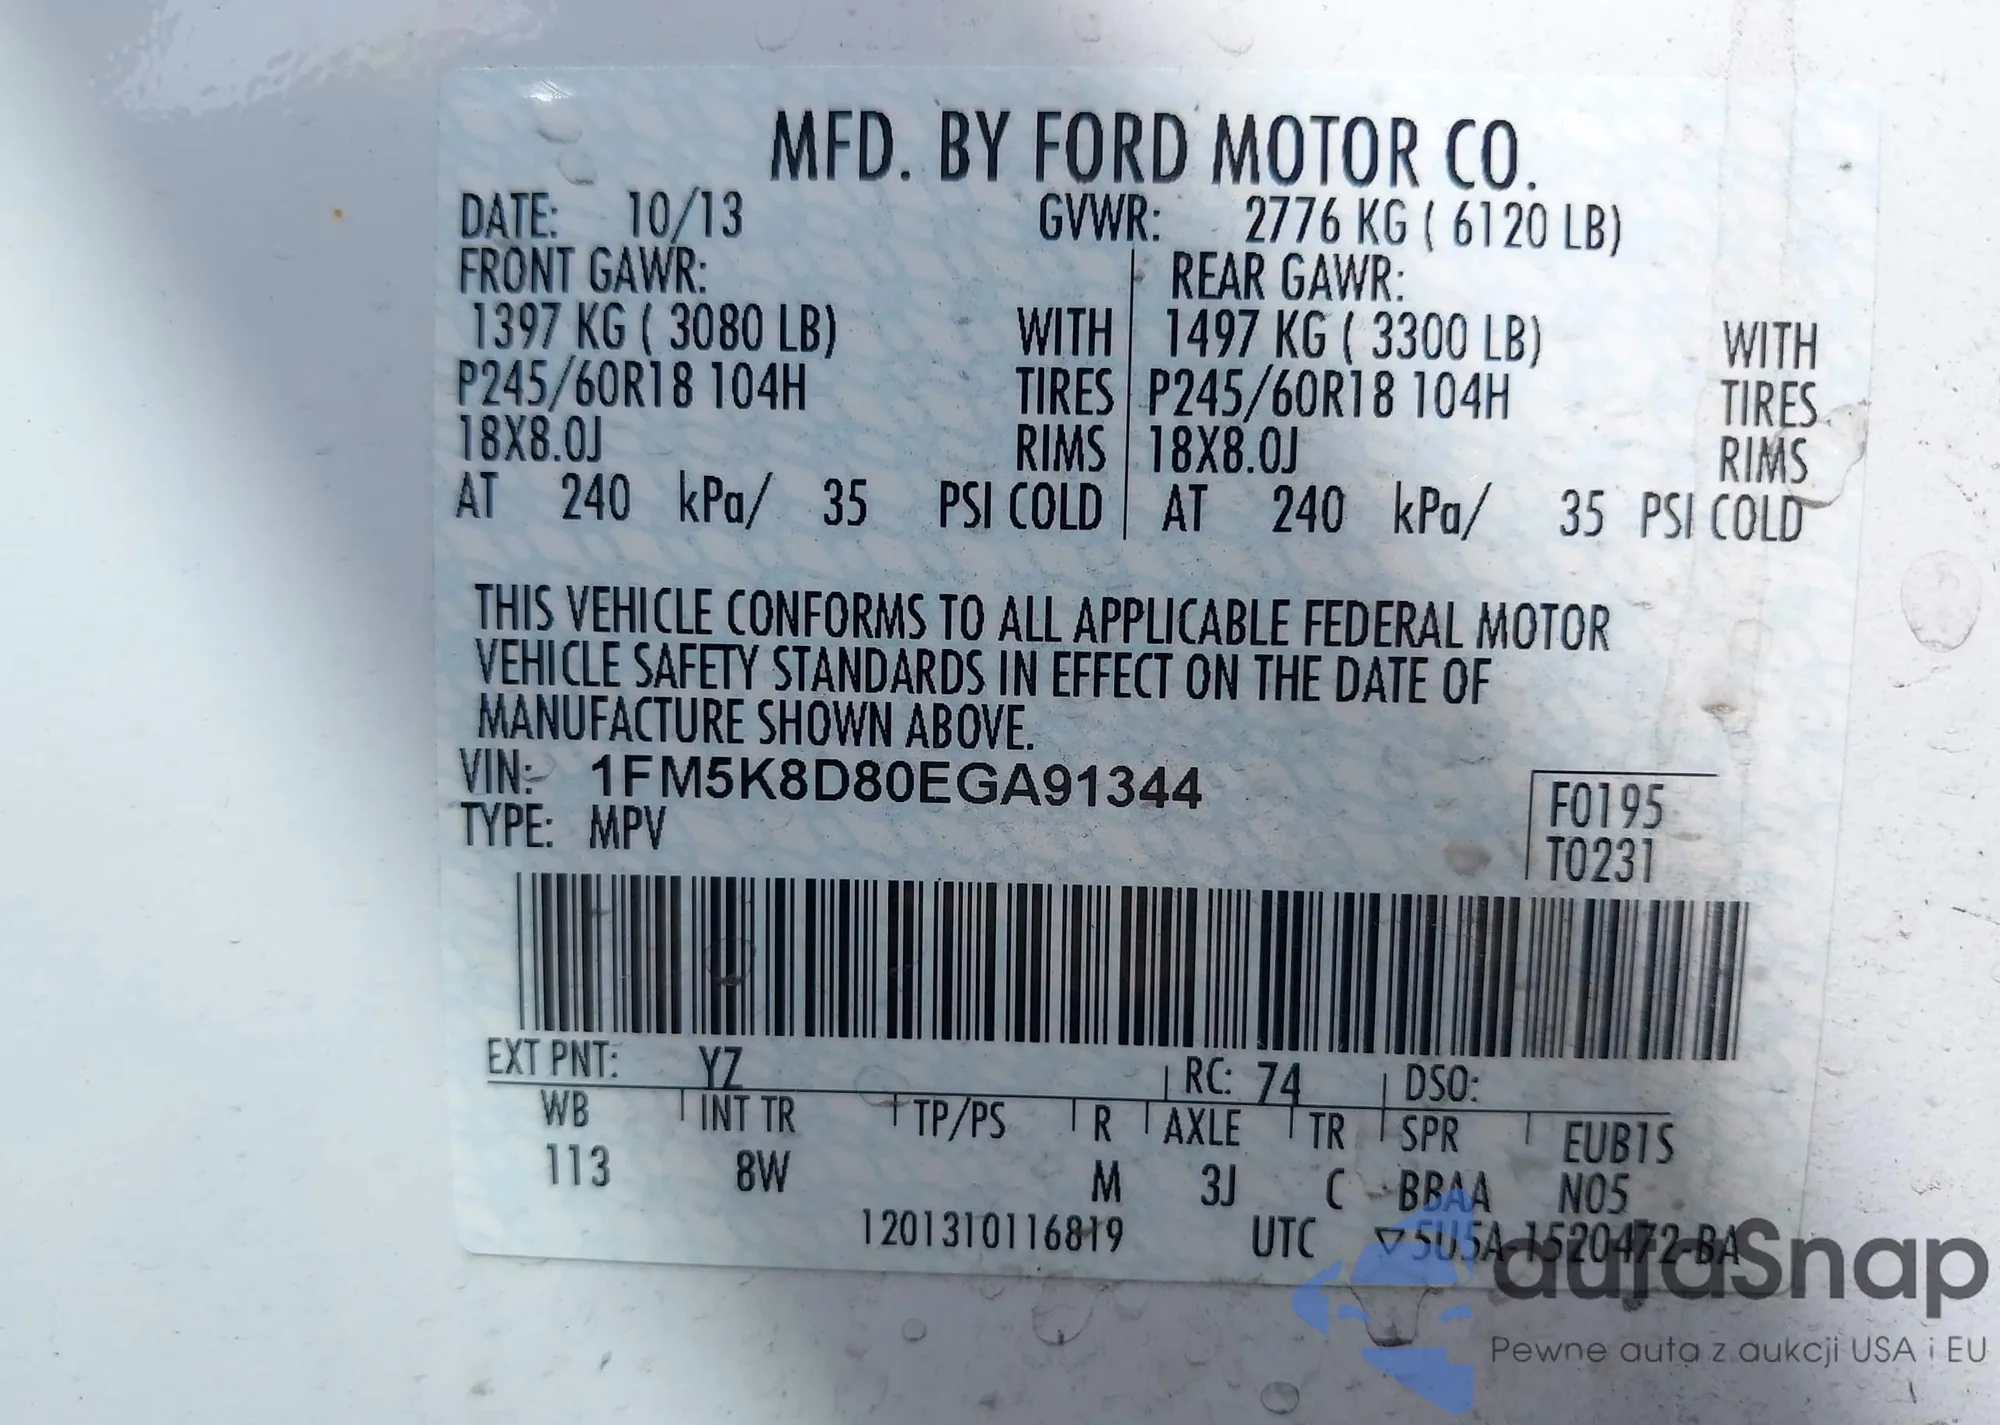 MFD. BY FORD MOTOR CO.
DATE: 10/13 GVWR: 2776 KG ( 6120 LB)
FRONT GAWR: REAR GAWR:
1397 KG ( 3080 LB) WITH 1497 KG ( 3300 LB) WITH
P245/60R18 104H TIRES P245/60R18 104H TIRES
18X8.0J RIMS 18X8.0J RIMS
AT 240 kPa/ 35 PSI COLD AT 240 kPa/ 35 PSI COLD
THIS VEHICLE CONFORMS TO ALL APPLICABLE FEDERAL MOTOR
VEHICLE SAFETY STANDARDS IN EFFECT ON THE DATE OF
MANUFACTURE SHOWN ABOVE.
VIN: 1FM5K8D80EGA91344
TYPE: MPV
F0195
T0231
EXT PNT: YZ RC: 74 DSO:
WB INT TR TP/PS R AXLE TR SPR EUB1S
113 8W M 3J C BBAA N05
1201310116819 UTC ▽5U5A-1520472-BA
autaSnap
Pewne auta z aukcji USA i EU